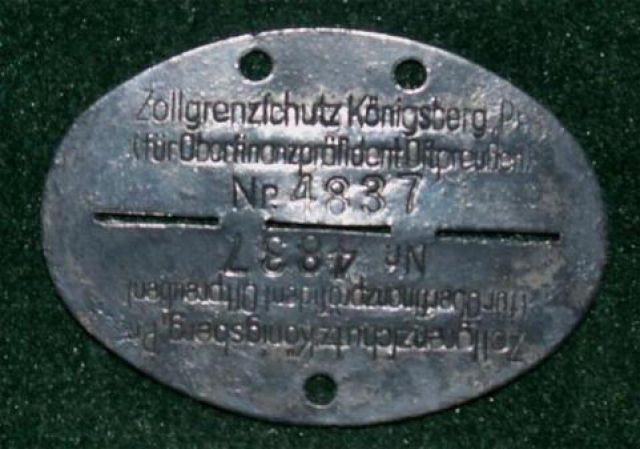 Zollgrenzſchutz Königsberg, Pr.
(für Oberfinanzpräſident Oſtpreußen)
Nr. 4837
Nr. 4837
(für Oberfinanzpräſident Oſtpreußen)
Zollgrenzſchutz Königsberg, Pr.